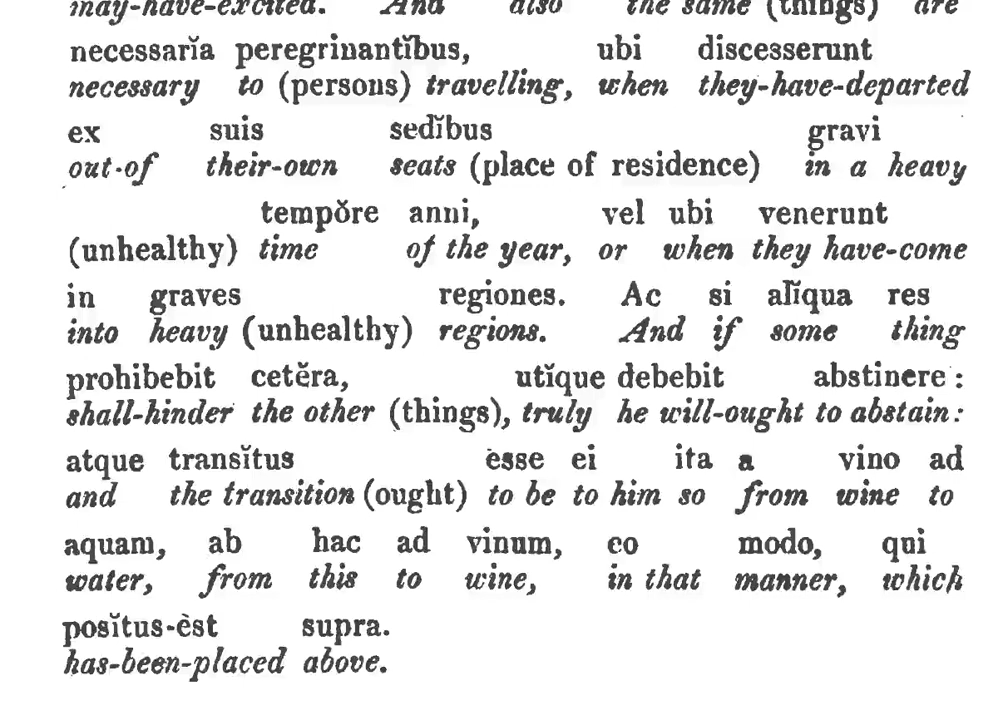 may-have-excited. And also the same (things) are
necessarĭa peregrinantĭbus, ubi discesserunt
necessary to (persons) travelling, when they-have-departed
ex suis sedĭbus gravi
out-of their-own seats (place of residence) in a heavy
tempŏre anni, vel ubi venerunt
(unhealthy) time of the year, or when they have-come
in graves regiones. Ac si alĭqua res
into heavy (unhealthy) regions. And if some thing
prohibebit cetĕra, utĭque debebit abstinere:
shall-hinder the other (things), truly he will-ought to abstain:
atque transĭtus èsse ei ita a vino ad
and the transition (ought) to be to him so from wine to
aquam, ab hac ad vinum, eo modo, qui
water, from this to wine, in that manner, which
posĭtus-èst supra.
has-been-placed above.